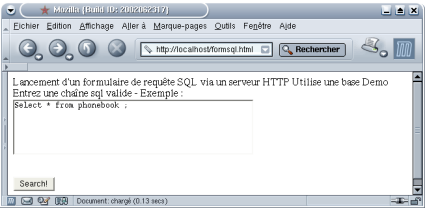 Mozilla {Build ID: 2002062317}
Fichier Edition Affichage Aller à Marque-pages Outils Fenêtre Aide
http://localhost/formsql.html Rechercher
Lancement d'un formulaire de requête SQL via un serveur HTTP Utilise une base Demo
Entrez une chaîne sql valide - Exemple :
Select * from phonebook ;
Search!
Document: chargé (0.13 secs)